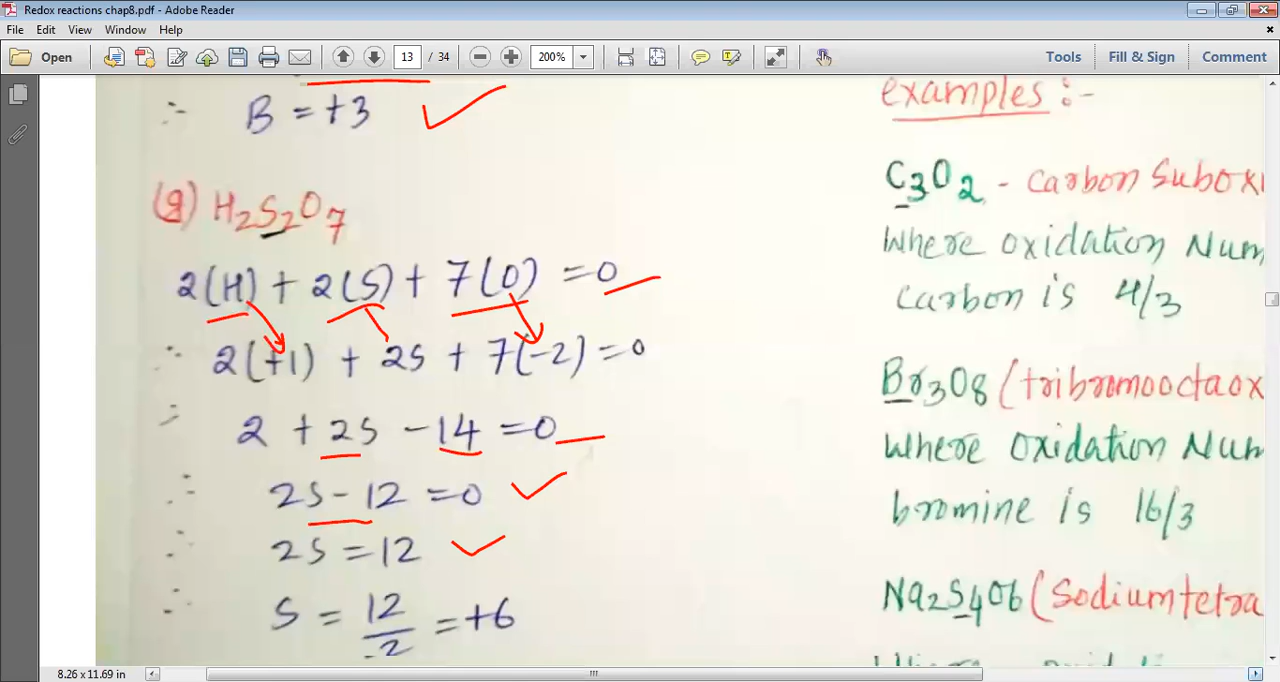 Redox reactions chap8.pdf - Adobe Reader
File Edit View Window Help
Open 13 / 34 200% Tools Fill & Sign Comment
∴ B = +3
(g) H2S2O7
2(H) + 2(S) + 7(O) = 0
∴ 2(+1) + 2S + 7(-2) = 0
2 + 2S - 14 = 0
∴ 2S - 12 = 0
∴ 2S = 12
∴ S = 12/2 = +6
examples :-
C3O2 - carbon Suboxi
Where oxidation Num
carbon is 4/3
Br3O8 (tribromooctaox
Where Oxidation Num
bromine is 16/3
Na2S4O6 (Sodium tetra
8.26 x 11.69 in